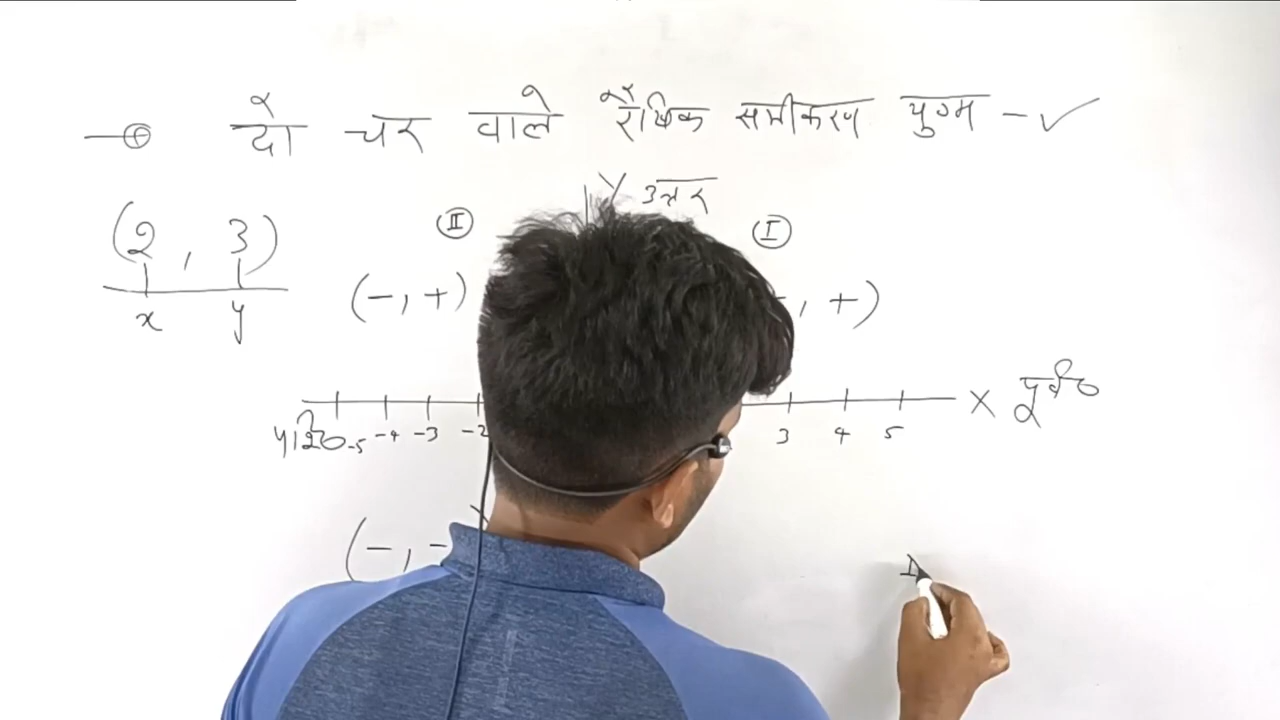 दो चर वाले रैखिक समीकरण युग्म - ✓
Y उत्तर
(2, 3)
x y
II I
(-, +) , +)
-5 -4 -3 -2 3 4 5 X पूर्व
(-, -
I